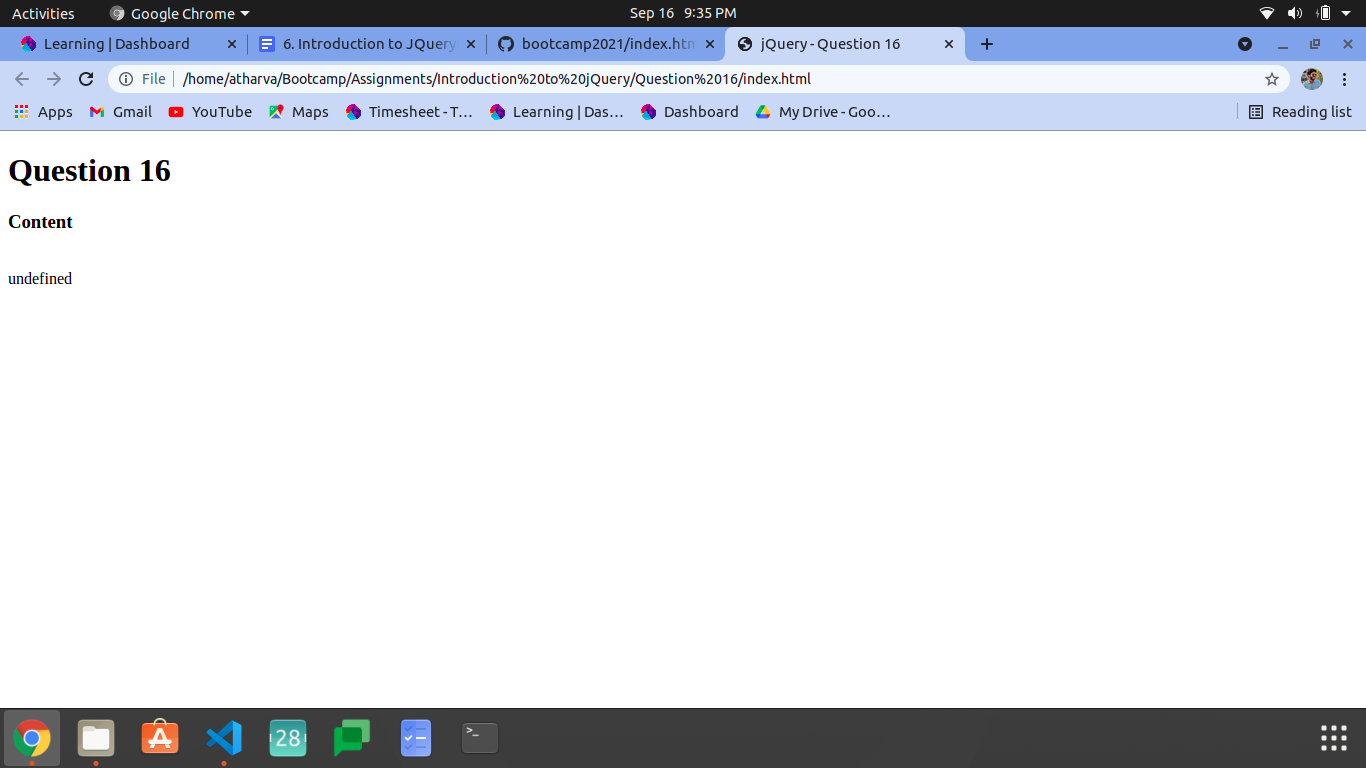 Activities Google Chrome Sep 16 9:35 PM
Learning | Dashboard 6. Introduction to JQuery bootcamp2021/index.htm jQuery - Question 16
File /home/atharva/Bootcamp/Assignments/Introduction%20to%20jQuery/Question%2016/index.html
Apps Gmail YouTube Maps Timesheet - T… Learning | Das… Dashboard My Drive - Goo… Reading list
Question 16
Content
undefined
28
>_